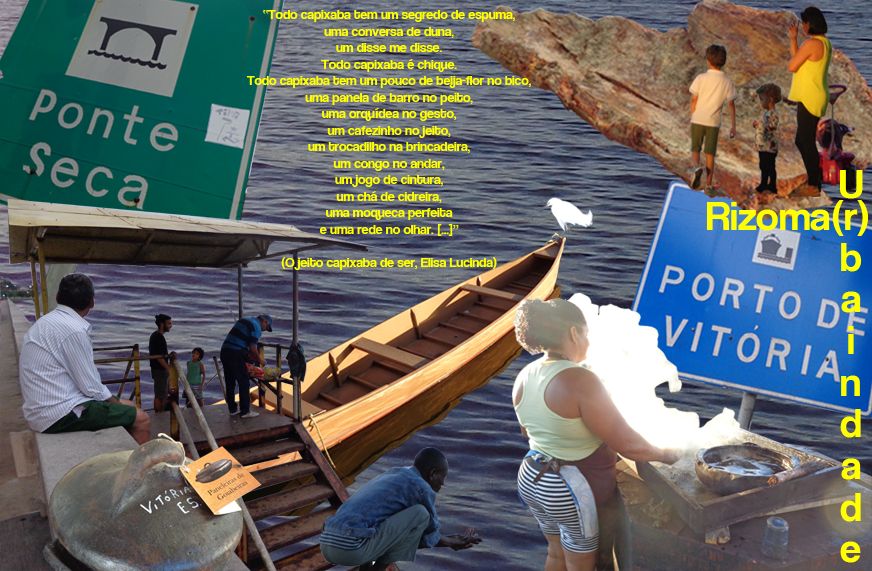 "Todo capixaba tem um segredo de espuma,
uma conversa de duna,
um disse me disse.
Todo capixaba é chique.
Todo capixaba tem um pouco de beija-flor no bico,
uma panela de barro no peito,
uma orquídea no gesto,
um cafezinho no jeito,
um trocadilho na brincadeira,
um congo no andar,
um jogo de cintura,
um chá de cidreira,
uma moqueca perfeita
e uma rede no olhar. [...]"
(O jeito capixaba de ser, Elisa Lucinda)
Ponte
Seca
Rizoma(r)
U(r)baindade
PORTO DE
VITÓRIA
VITÓRIA
ES
Paneleiras de
Goiabeiras